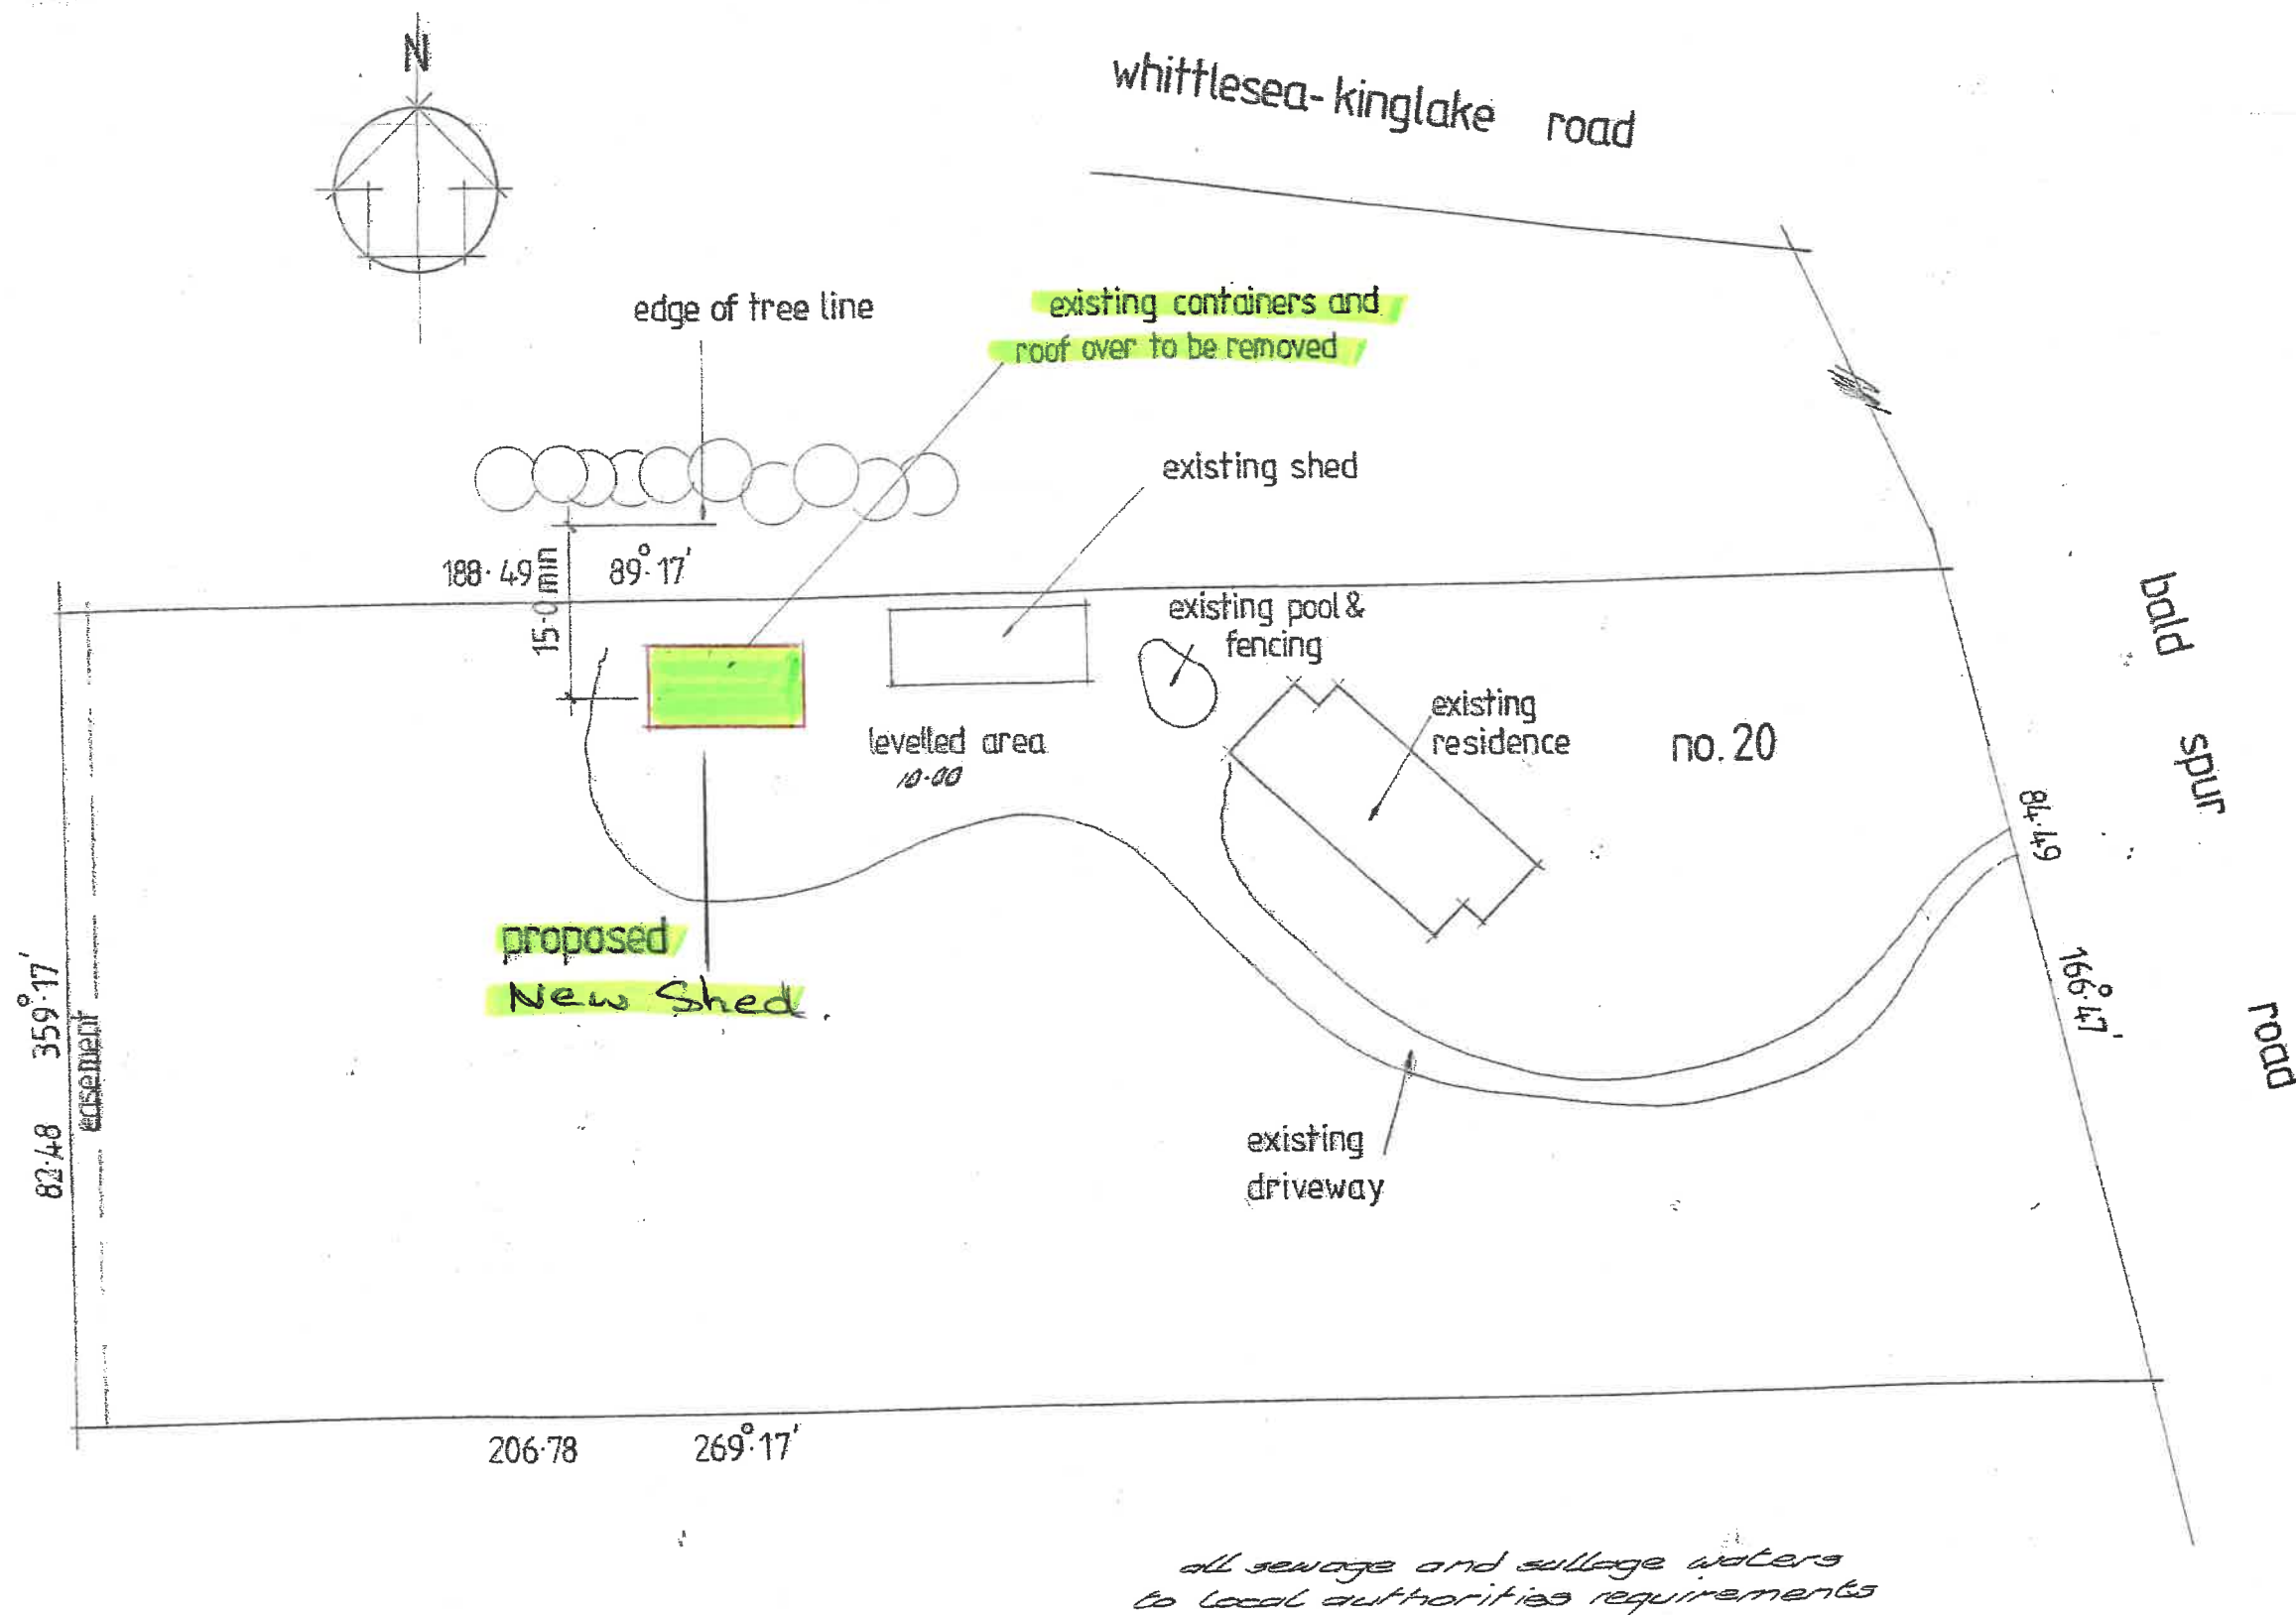 N
whittlesea-kinglake road
edge of tree line
existing containers and
roof over to be removed
existing shed
188·49
89°·17'
15·0 min
existing pool &
fencing
existing
residence
no. 20
levelled area
10·00
bald spur road
84·49
166°·47'
proposed
New Shed.
82·48 359°·17'
easement
existing
driveway
206·78
269°·17'
all sewage and sullage waters
to local authorities requirements